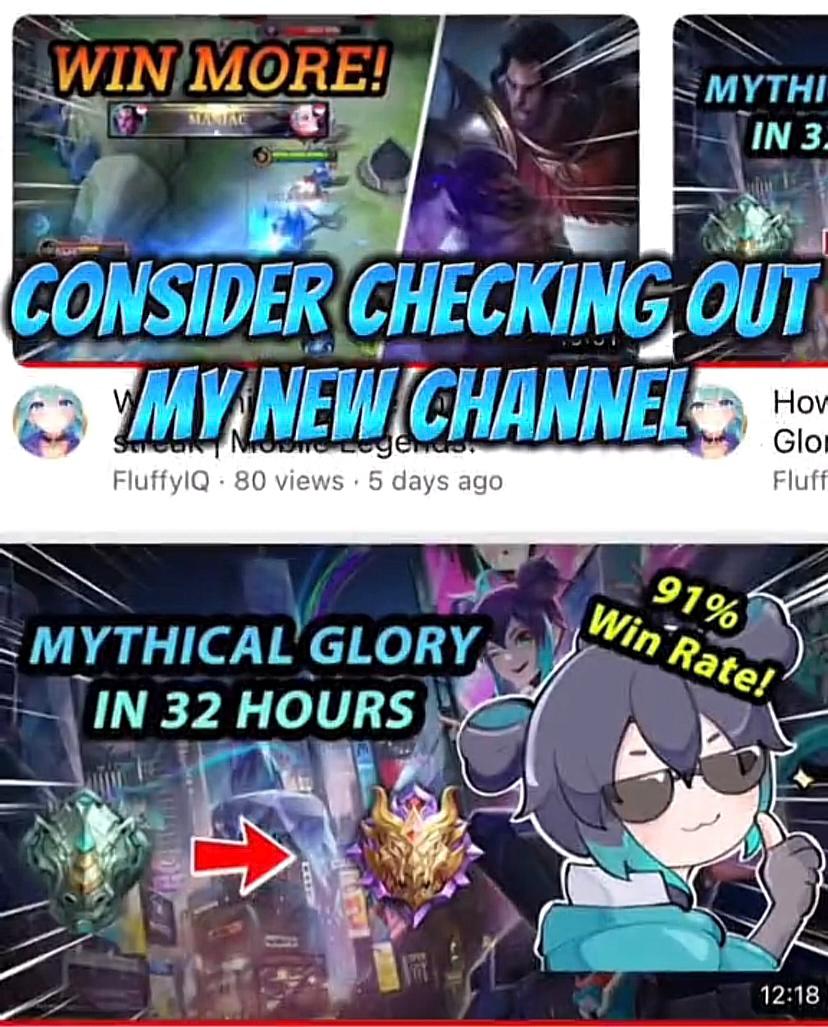 WIN MORE!
MANIAC
MYTHI
IN 3
CONSIDER CHECKING OUT
MY NEW CHANNEL
streak | Mobile Legends:
FluffyIQ · 80 views · 5 days ago
How
Glor
Fluff
MYTHICAL GLORY
IN 32 HOURS
91%
Win Rate!
12:18